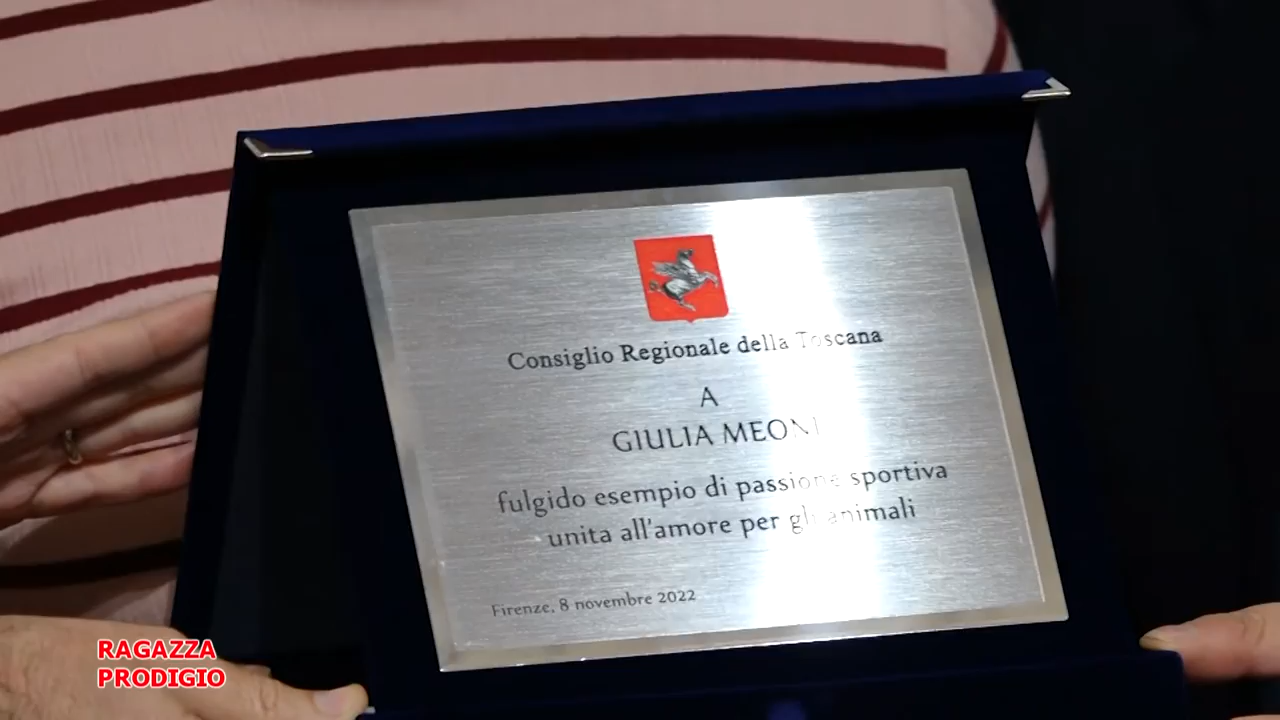 Consiglio Regionale della Toscana
A
GIULIA MEONI
fulgido esempio di passione sportiva
unita all'amore per gli animali
Firenze, 8 novembre 2022
RAGAZZA
PRODIGIO